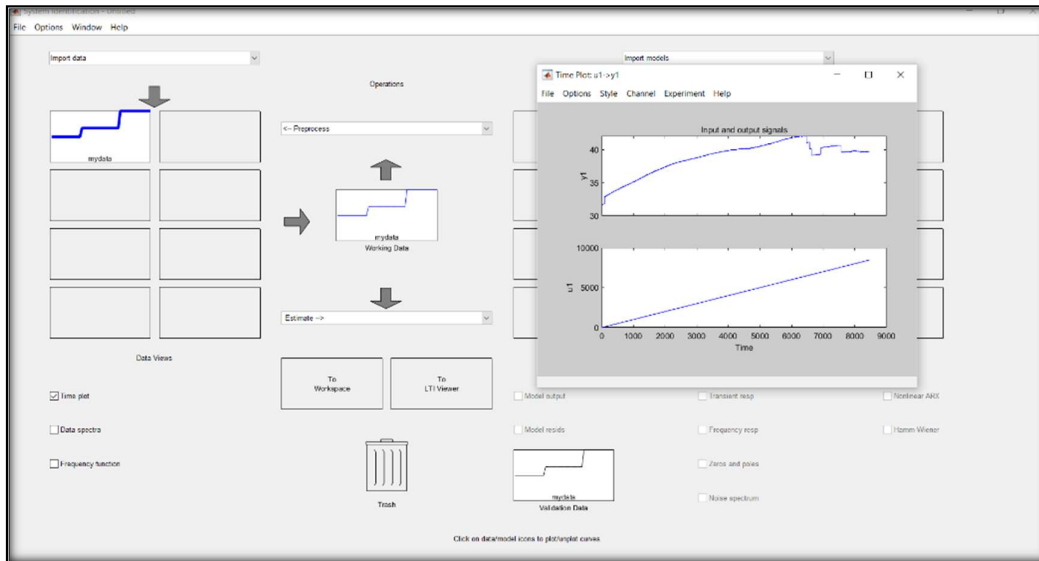 System Identification - Untitled
File Options Window Help
Import data
Import models
Operations
<-- Preprocess
mydata
mydata
Working Data
Estimate -->
Data Views
To Workspace
To LTI Viewer
Time plot
Data spectra
Frequency function
Trash
Model output
Model resids
Transient resp
Frequency resp
Zeros and poles
Noise spectrum
Nonlinear ARX
Hamm-Wiener
mydata
Validation Data
Click on data/model icons to plot/unplot curves.
Time Plot: u1->y1
File Options Style Channel Experiment Help
Input and output signals
40
35
30
y1
10000
5000
0
u1
0 1000 2000 3000 4000 5000 6000 7000 8000 9000
Time